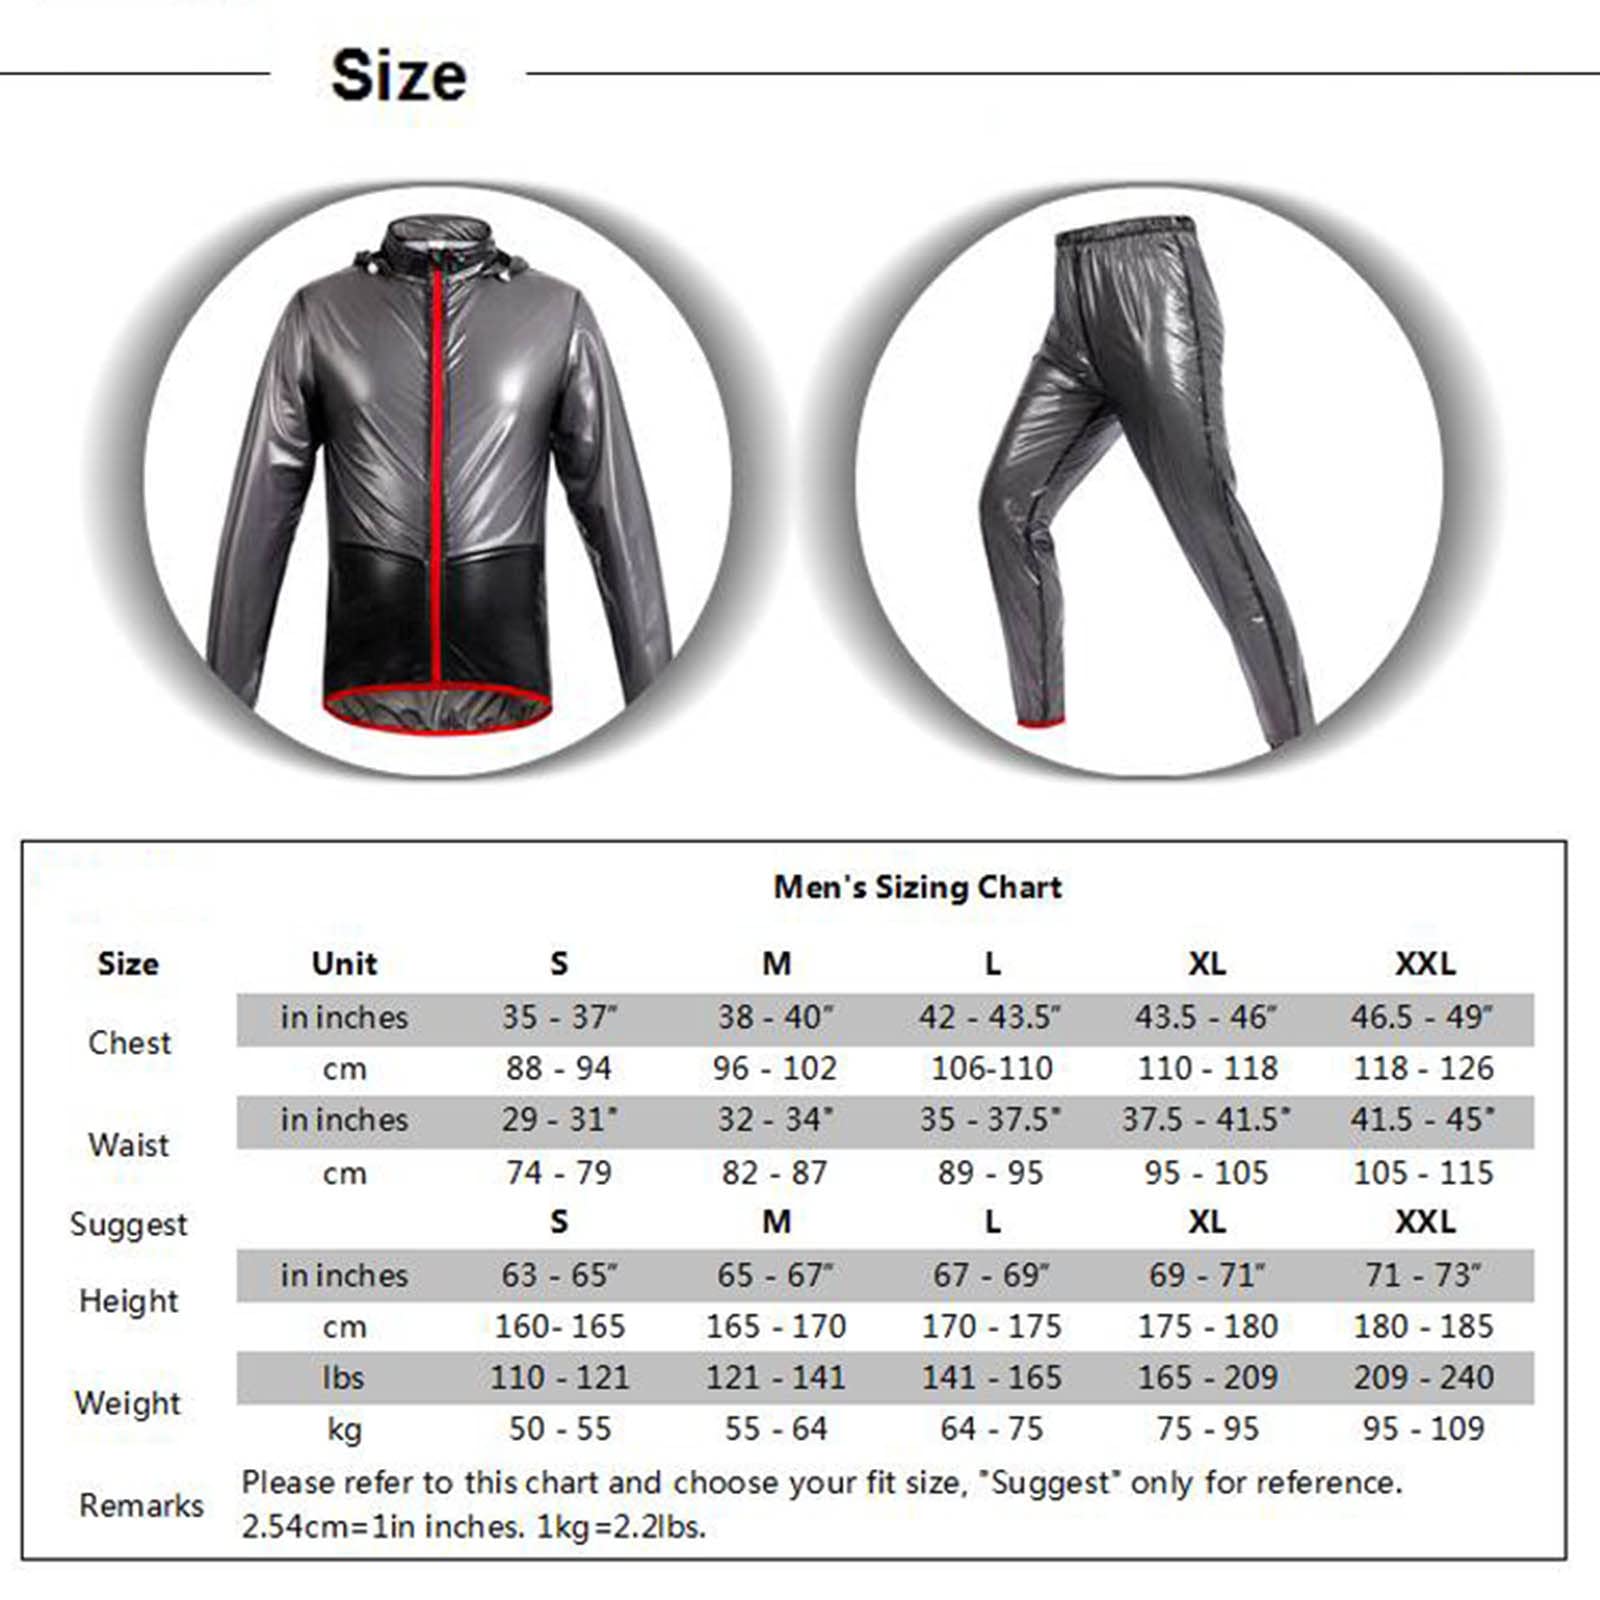 Size
Men's Sizing Chart
Size Unit S M L XL XXL
Chest
in inches 35 - 37″ 38 - 40″ 42 - 43.5″ 43.5 - 46″ 46.5 - 49″
cm 88 - 94 96 - 102 106-110 110 - 118 118 - 126
Waist
in inches 29 - 31" 32 - 34" 35 - 37.5" 37.5 - 41.5" 41.5 - 45"
cm 74 - 79 82 - 87 89 - 95 95 - 105 105 - 115
Suggest S M L XL XXL
Height
in inches 63 - 65″ 65 - 67″ 67 - 69″ 69 - 71″ 71 - 73″
cm 160- 165 165 - 170 170 - 175 175 - 180 180 - 185
Weight
lbs 110 - 121 121 - 141 141 - 165 165 - 209 209 - 240
kg 50 - 55 55 - 64 64 - 75 75 - 95 95 - 109
Remarks
Please refer to this chart and choose your fit size, "Suggest" only for reference.
2.54cm=1in inches. 1kg=2.2lbs.